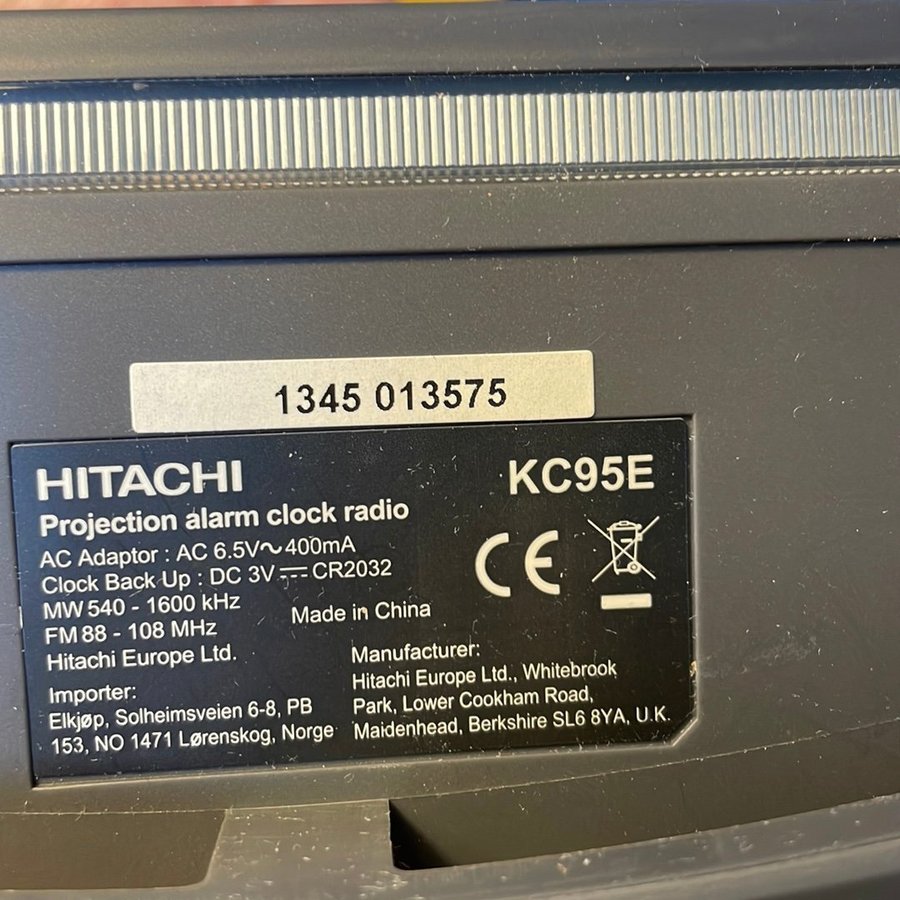 1345 013575
HITACHI
KC95E
Projection alarm clock radio
AC Adaptor : AC 6.5V∼400mA
Clock Back Up : DC 3V⎓CR2032
MW 540 - 1600 kHz
FM 88 - 108 MHz
Made in China
Hitachi Europe Ltd.
Importer:
Elkjøp, Solheimsveien 6-8, PB
153, NO 1471 Lørenskog, Norge
Manufacturer:
Hitachi Europe Ltd., Whitebrook
Park, Lower Cookham Road,
Maidenhead, Berkshire SL6 8YA, U.K.
CE